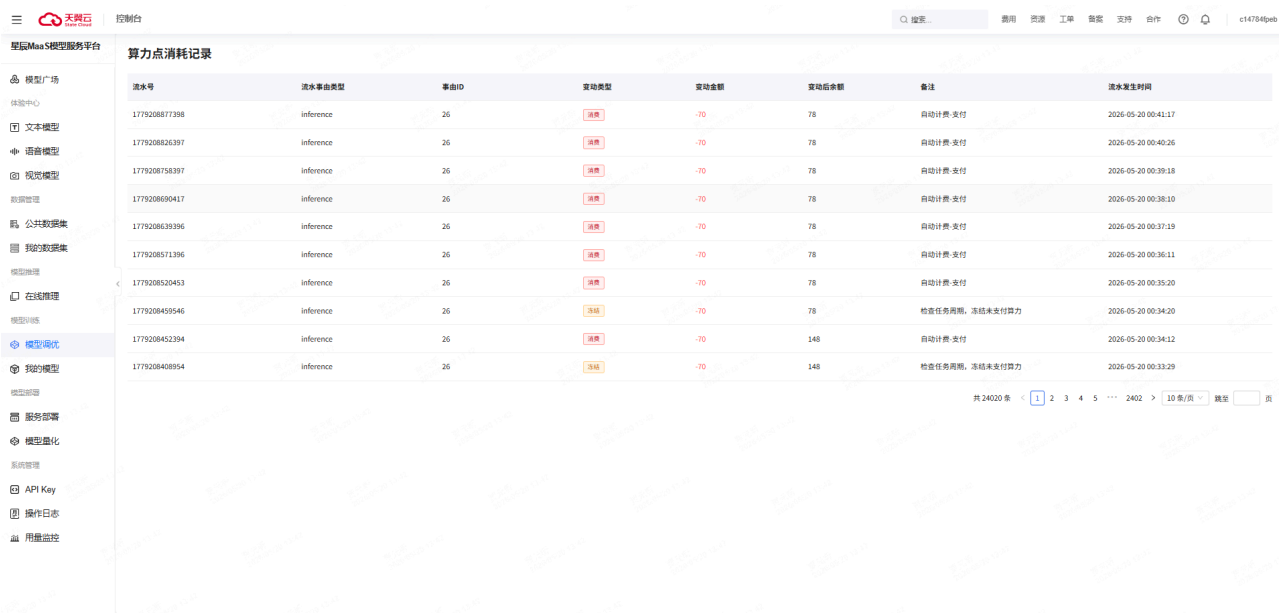 天翼云 控制台 搜索... 费用 资源 工单 备案 支持 合作 c14784fpeb
State Cloud
星辰MaaS模型服务平台
模型广场
体验中心
文本模型
语音模型
视觉模型
数据管理
公共数据集
我的数据集
模型推理
在线推理
模型训练
模型调优
我的模型
模型部署
服务部署
模型量化
系统管理
API Key
操作日志
用量监控
算力点消耗记录
流水号 流水事由类型 事由ID 变动类型 变动金额 变动后余额 备注 流水发生时间
1779208877398 inference 26 消费 -70 78 自动计费-支付 2026-05-20 00:41:17
1779208826397 inference 26 消费 -70 78 自动计费-支付 2026-05-20 00:40:26
1779208758397 inference 26 消费 -70 78 自动计费-支付 2026-05-20 00:39:18
1779208690417 inference 26 消费 -70 78 自动计费-支付 2026-05-20 00:38:10
1779208639396 inference 26 消费 -70 78 自动计费-支付 2026-05-20 00:37:19
1779208571396 inference 26 消费 -70 78 自动计费-支付 2026-05-20 00:36:11
1779208520453 inference 26 消费 -70 78 自动计费-支付 2026-05-20 00:35:20
1779208459546 inference 26 冻结 -70 78 检查任务周期，冻结未支付算力 2026-05-20 00:34:20
1779208452394 inference 26 消费 -70 148 自动计费-支付 2026-05-20 00:34:12
1779208408954 inference 26 冻结 -70 148 检查任务周期，冻结未支付算力 2026-05-20 00:33:29
共 24020 条 < 1 2 3 4 5 ··· 2402 > 10 条/页 跳至 页